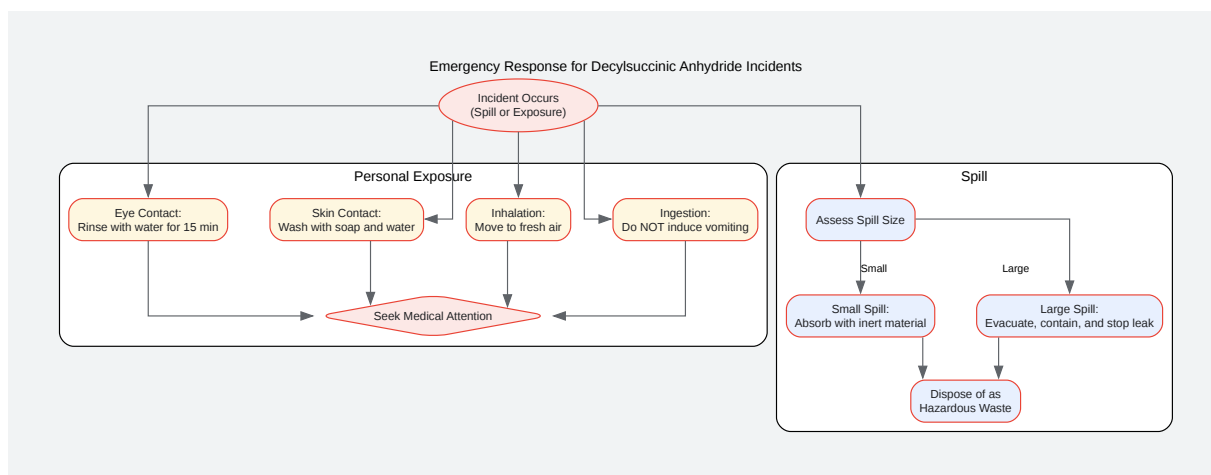 Emergency Response for Decylsuccinic Anhydride Incidents
Incident Occurs
(Spill or Exposure)
Personal Exposure
Eye Contact:
Rinse with water for 15 min
Skin Contact:
Wash with soap and water
Inhalation:
Move to fresh air
Ingestion:
Do NOT induce vomiting
Seek Medical Attention
Spill
Assess Spill Size
Small
Large
Small Spill:
Absorb with inert material
Large Spill:
Evacuate, contain, and stop leak
Dispose of as
Hazardous Waste